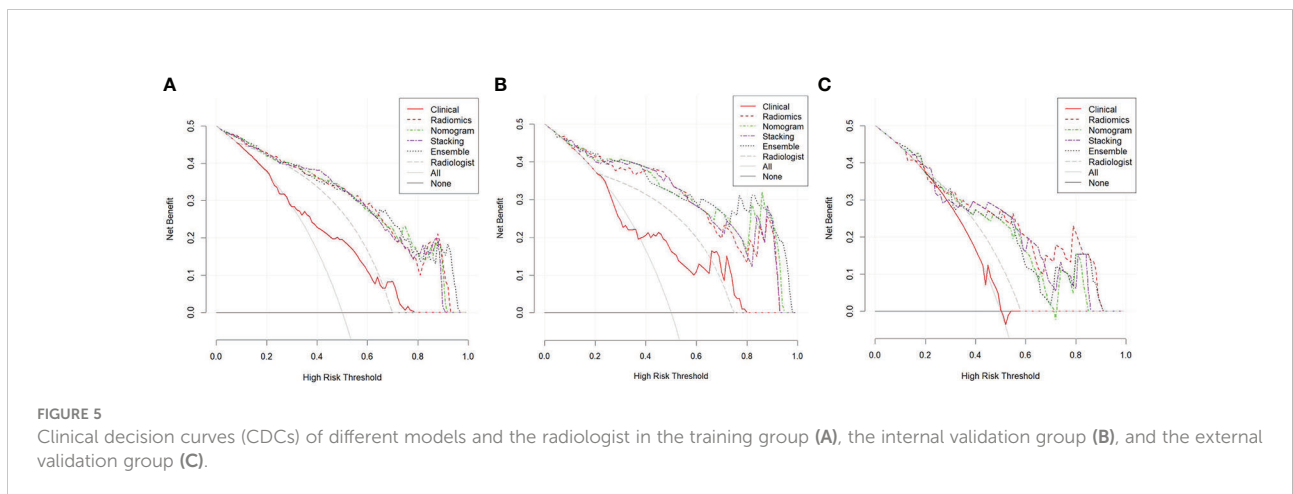 A
B
C
Clinical
Radiomics
Nomogram
Stacking
Ensemble
Radiologist
All
None
Net Benefit
0.5
0.4
0.3
0.2
0.1
0.0
0.0 0.2 0.4 0.6 0.8 1.0
High Risk Threshold
Clinical
Radiomics
Nomogram
Stacking
Ensemble
Radiologist
All
None
Net Benefit
0.5
0.4
0.3
0.2
0.1
0.0
0.0 0.2 0.4 0.6 0.8 1.0
High Risk Threshold
Clinical
Radiomics
Nomogram
Stacking
Ensemble
Radiologist
All
None
Net Benefit
0.5
0.4
0.3
0.2
0.1
0.0
0.0 0.2 0.4 0.6 0.8 1.0
High Risk Threshold
FIGURE 5
Clinical decision curves (CDCs) of different models and the radiologist in the training group (A), the internal validation group (B), and the external
validation group (C).